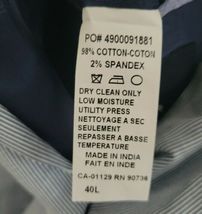 PO# 4900091881
98% COTTON-COTON
2% SPANDEX
DRY CLEAN ONLY
LOW MOISTURE
UTILITY PRESS
NETTOYAGE A SEC
SEULEMENT
REPASSER A BASSE
TEMPERATURE
MADE IN INDIA
FAIT EN INDE
CA-01129 RN 90736
40L